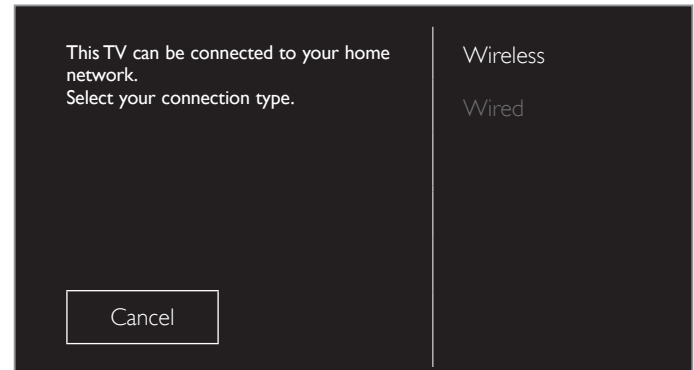 This TV can be connected to your home
network.
Select your connection type.
Wireless
Wired
Cancel